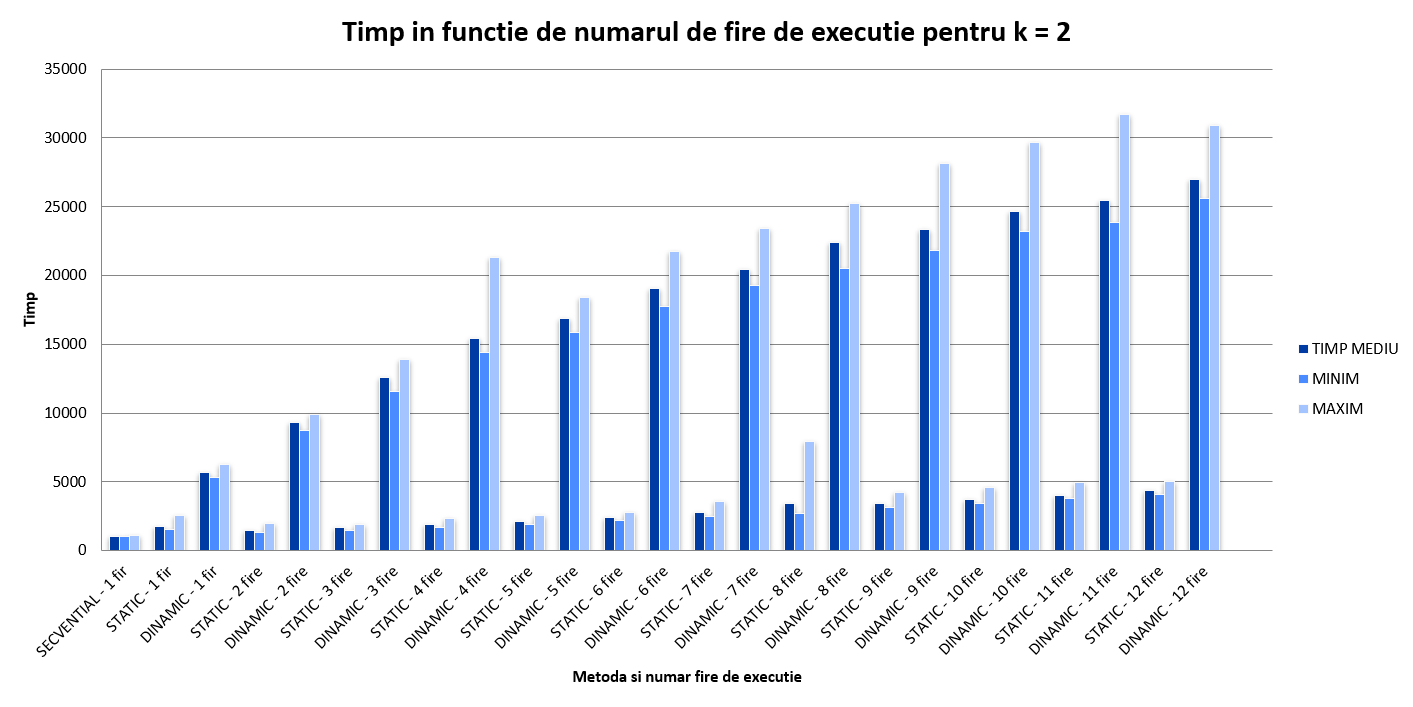 Timp in functie de numarul de fire de executie pentru k = 2
35000
30000
25000
20000
15000
10000
5000
0
Timp
SECVENTIAL - 1 fir
STATIC - 1 fir
DINAMIC - 1 fir
STATIC - 2 fire
DINAMIC - 2 fire
STATIC - 3 fire
DINAMIC - 3 fire
STATIC - 4 fire
DINAMIC - 4 fire
STATIC - 5 fire
DINAMIC - 5 fire
STATIC - 6 fire
DINAMIC - 6 fire
STATIC - 7 fire
DINAMIC - 7 fire
STATIC - 8 fire
DINAMIC - 8 fire
STATIC - 9 fire
DINAMIC - 9 fire
STATIC - 10 fire
DINAMIC - 10 fire
STATIC - 11 fire
DINAMIC - 11 fire
STATIC - 12 fire
DINAMIC - 12 fire
Metoda si numar fire de executie
TIMP MEDIU
MINIM
MAXIM